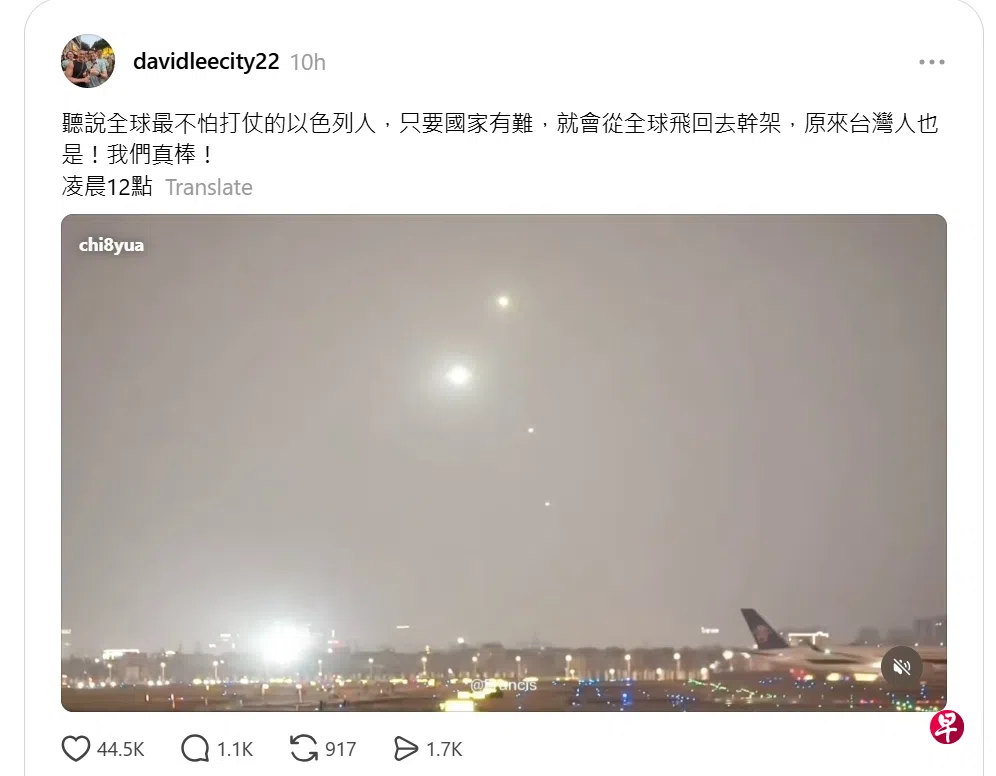 davidleecity22 10h
聽說全球最不怕打仗的以色列人，只要國家有難，就會從全球飛回去幹架，原來台灣人也
是！我們真棒！
凌晨12點 Translate
chi8yua
44.5K 1.1K 917 1.7K
早